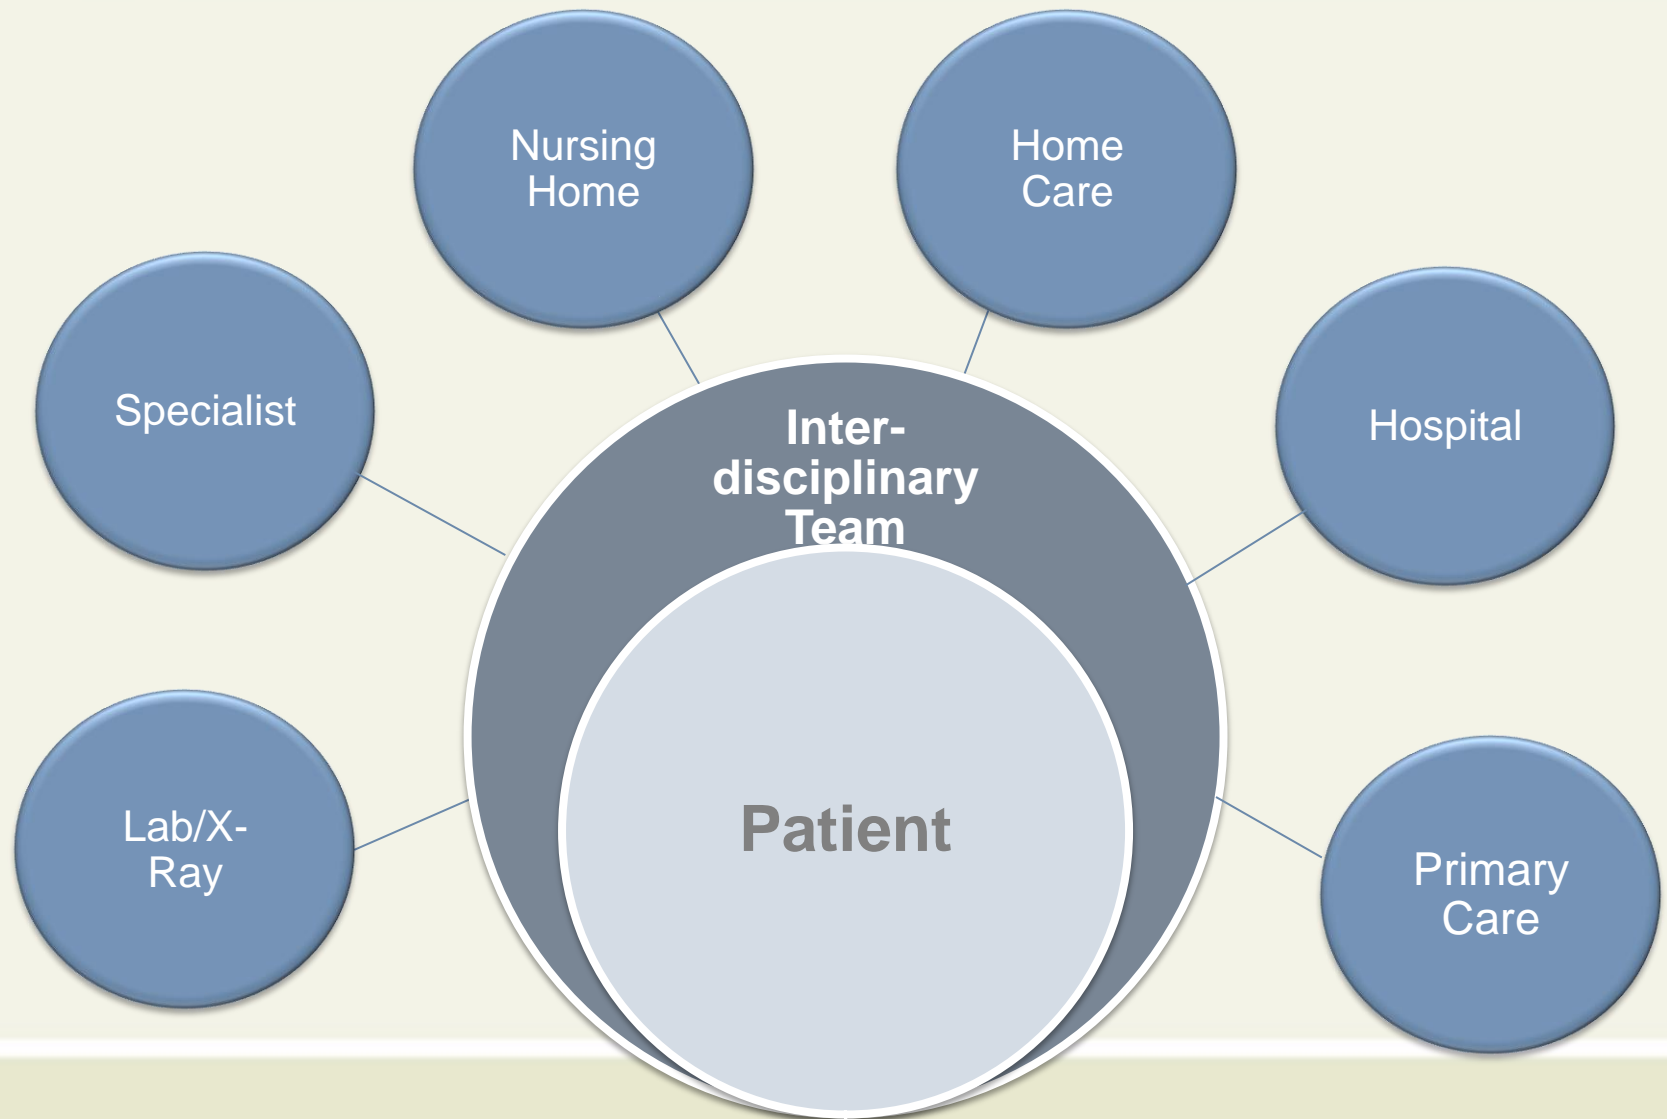 Nursing
Home
Home
Care
Specialist
Hospital
Inter-
disciplinary
Team
Lab/X-
Ray
Patient
Primary
Care